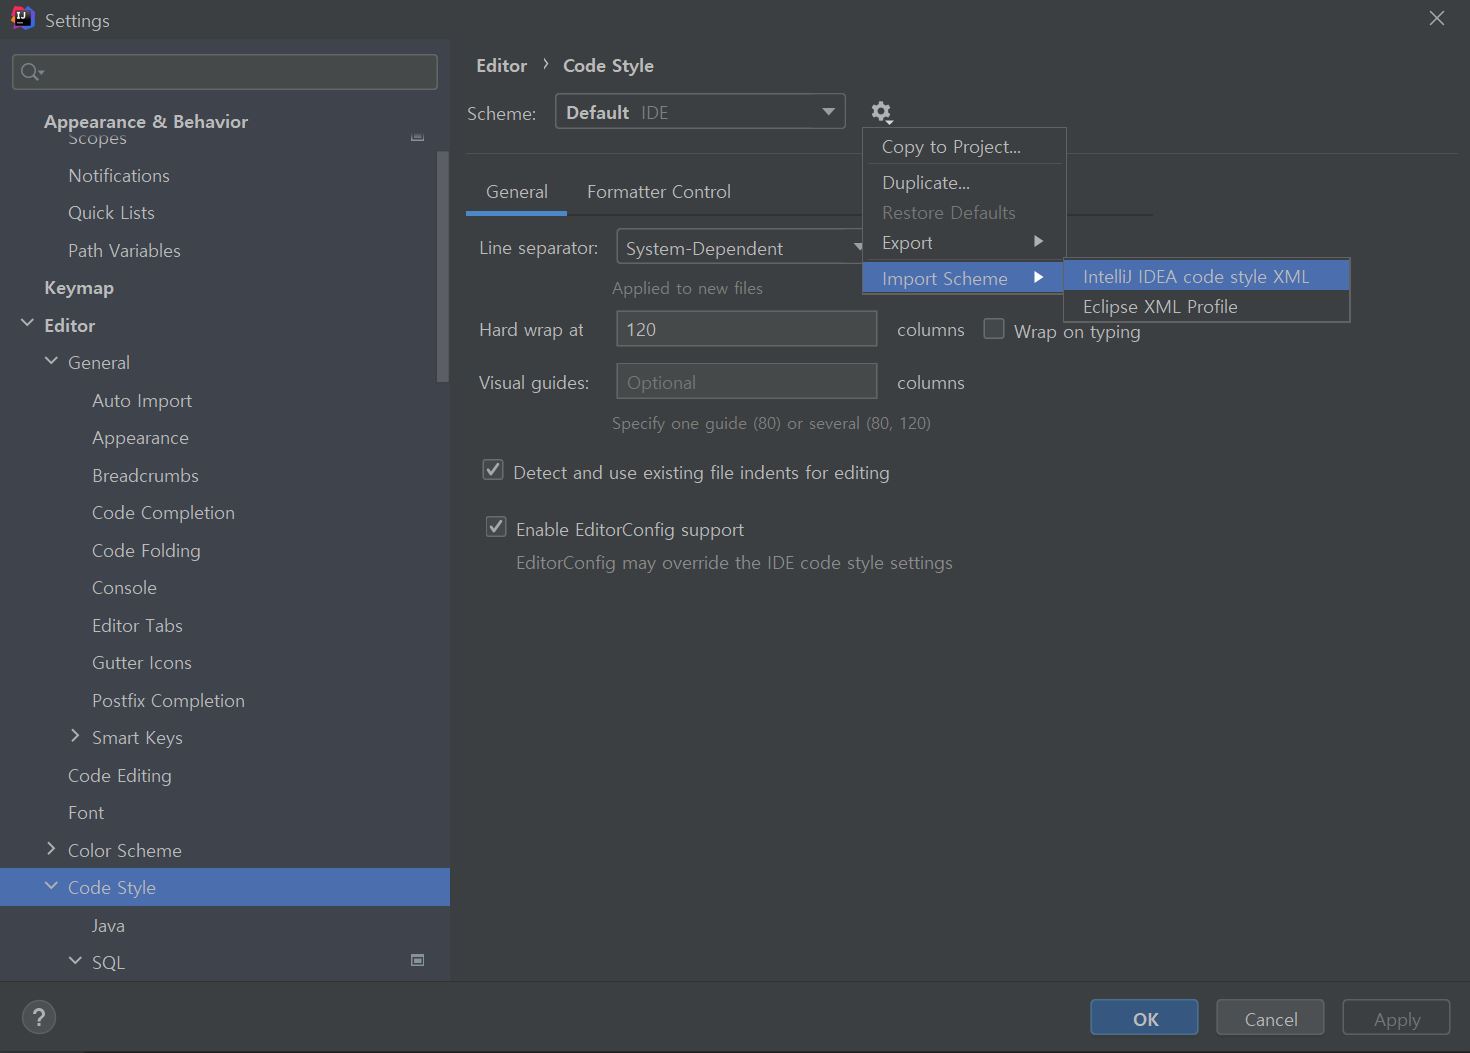 Settings
Editor › Code Style
Scheme: Default IDE
Appearance & Behavior
Scopes
Notifications
Quick Lists
Path Variables
Keymap
Editor
General
Auto Import
Appearance
Breadcrumbs
Code Completion
Code Folding
Console
Editor Tabs
Gutter Icons
Postfix Completion
Smart Keys
Code Editing
Font
Color Scheme
Code Style
Java
SQL
Copy to Project...
Duplicate...
Restore Defaults
Export
Import Scheme
IntelliJ IDEA code style XML
Eclipse XML Profile
General Formatter Control
Line separator: System-Dependent
Applied to new files
Hard wrap at 120 columns Wrap on typing
Visual guides: Optional columns
Specify one guide (80) or several (80, 120)
Detect and use existing file indents for editing
Enable EditorConfig support
EditorConfig may override the IDE code style settings
?
OK Cancel Apply